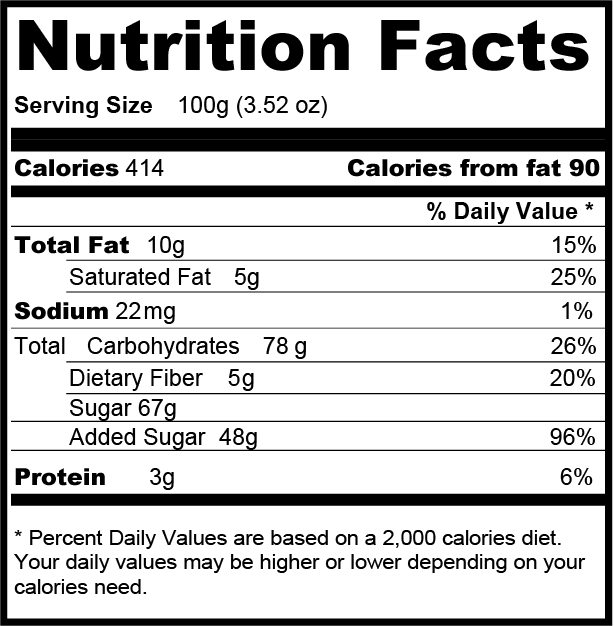 Nutrition Facts
Serving Size 100g (3.52 oz)
Calories 414 Calories from fat 90
% Daily Value *
Total Fat 10g 15%
Saturated Fat 5g 25%
Sodium 22mg 1%
Total Carbohydrates 78 g 26%
Dietary Fiber 5g 20%
Sugar 67g
Added Sugar 48g 96%
Protein 3g 6%
* Percent Daily Values are based on a 2,000 calories diet.
Your daily values may be higher or lower depending on your
calories need.